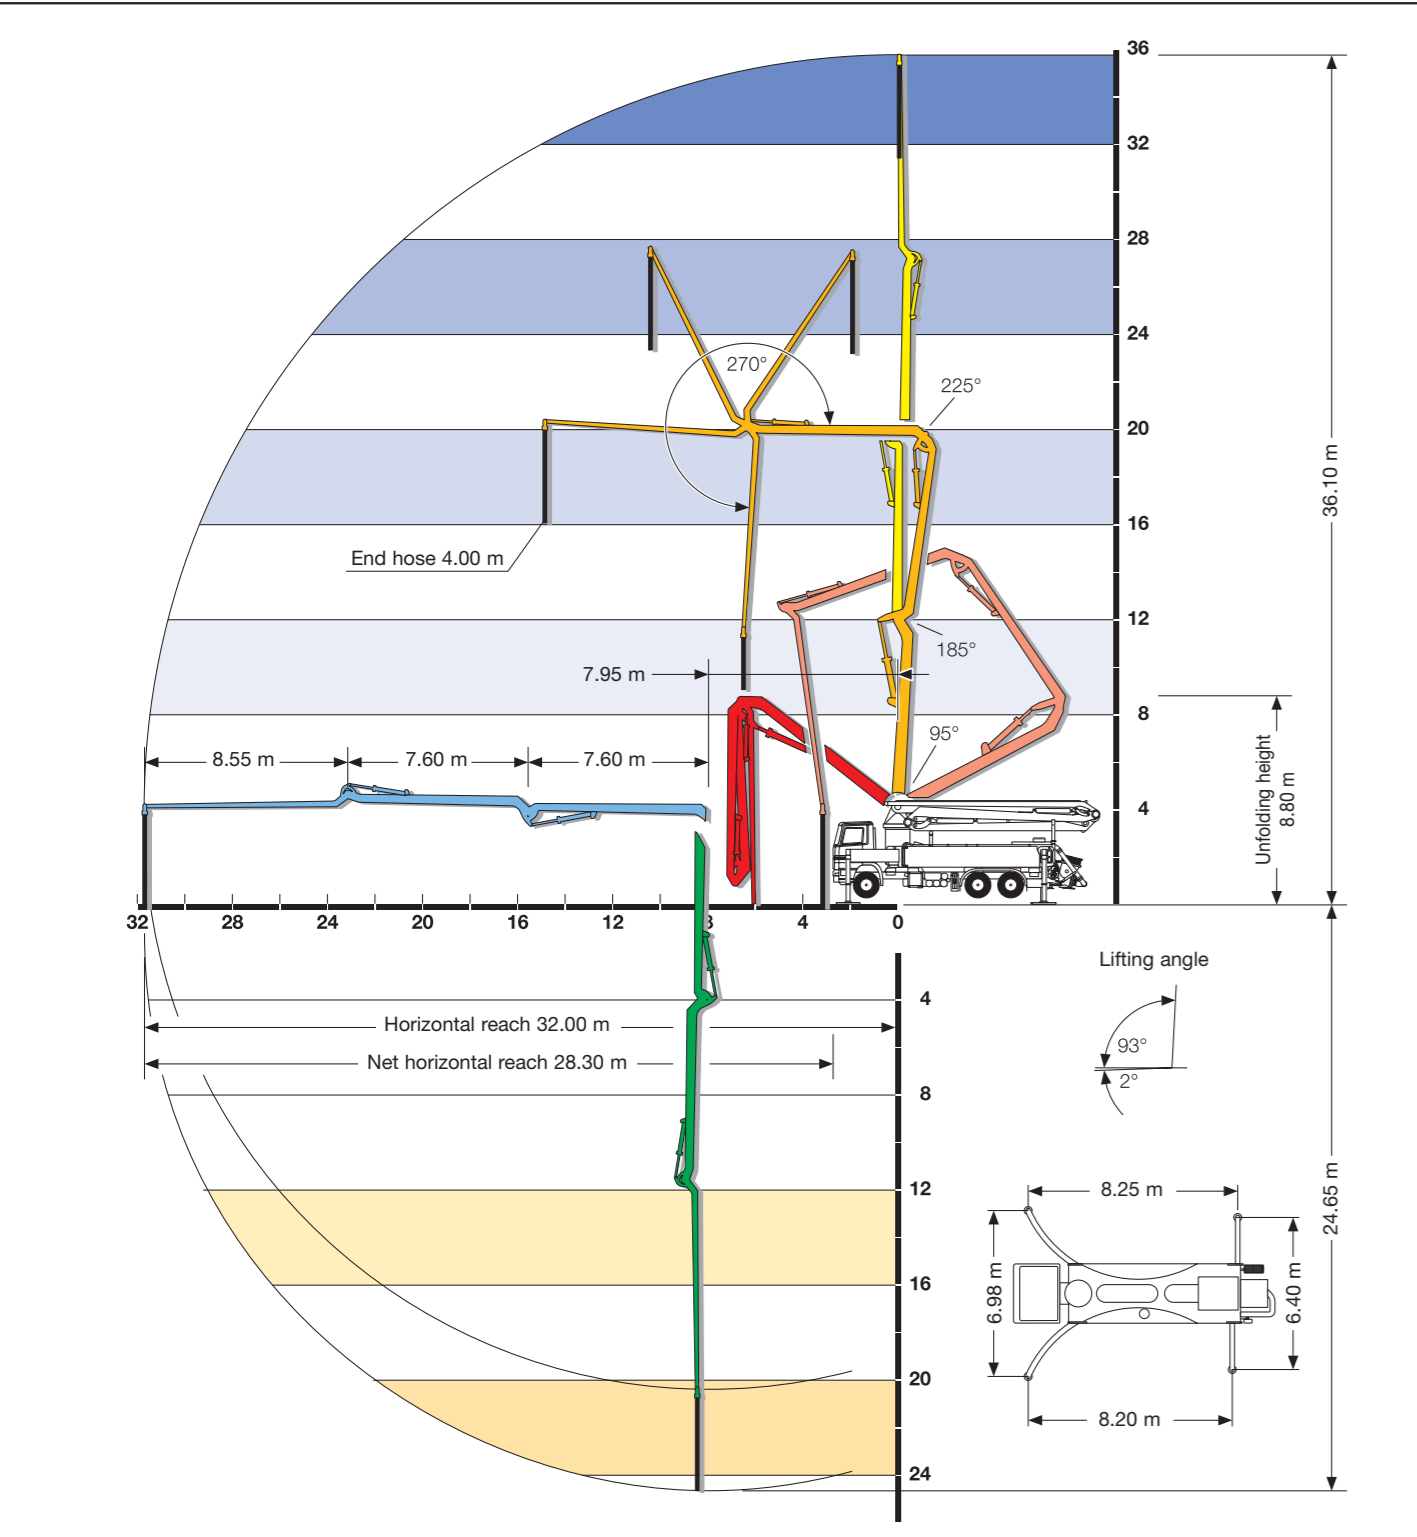 36
32
28
24
20
16
12
8
4
270°
225°
End hose 4.00 m
185°
7.95 m
95°
8.55 m
7.60 m
7.60 m
36.10 m
Unfolding height
8.80 m
32
28
24
20
16
12
8
4
0
Lifting angle
93°
2°
4
8
12
16
20
24
Horizontal reach 32.00 m
Net horizontal reach 28.30 m
24.65 m
8.25 m
6.98 m
6.40 m
8.20 m